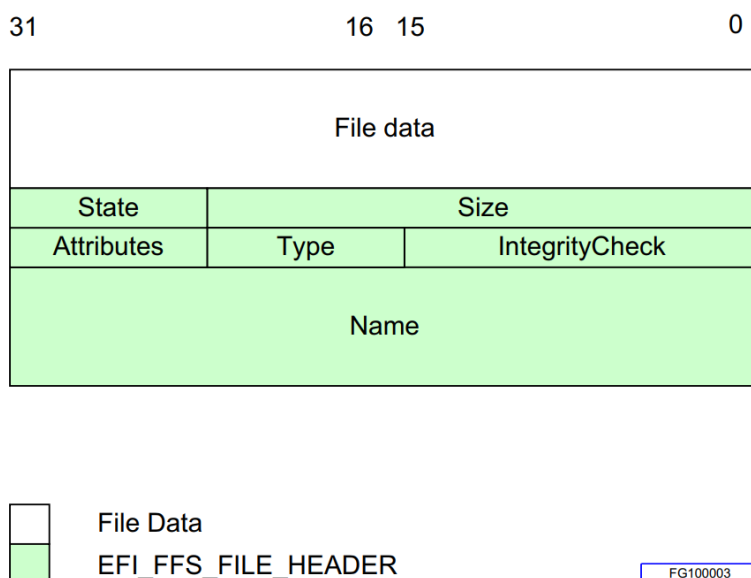 31 16 15 0
File data
State Size
Attributes Type IntegrityCheck
Name
File Data
EFI_FFS_FILE_HEADER
FG100003